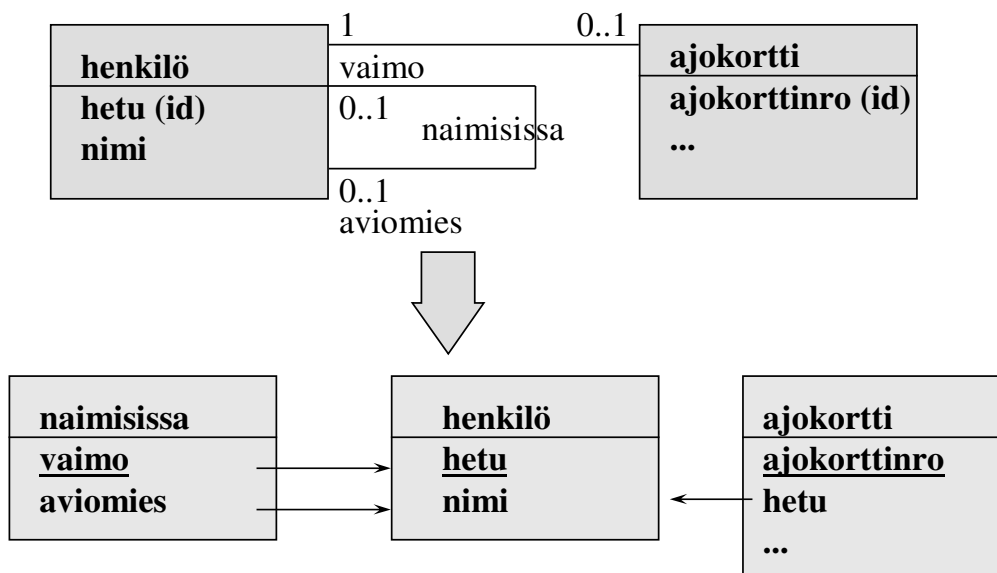 1
0..1
henkilö
vaimo
ajokortti
hetu (id)
0..1
ajokorttinro (id)
nimi
naimisissa
...
0..1
aviomies
naimisissa
vaimo
aviomies
henkilö
hetu
nimi
ajokortti
ajokorttinro
hetu
...